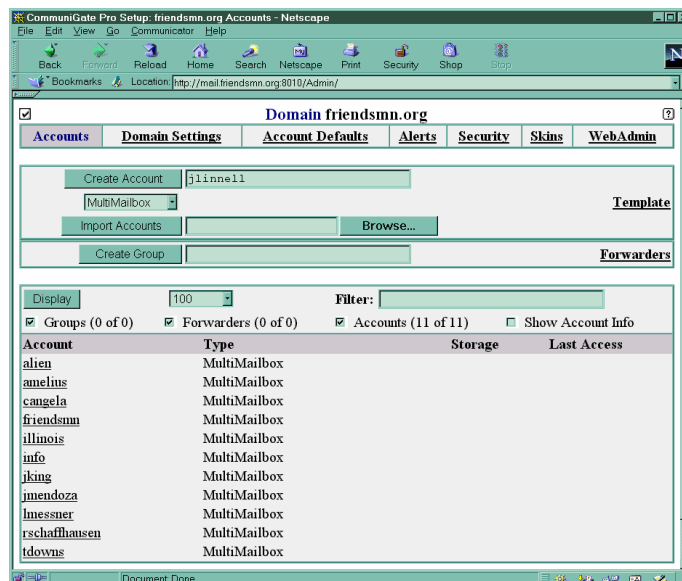 CommuniGate Pro Setup: friendsmn.org Accounts - Netscape
File Edit View Go Communicator Help
Back Forward Reload Home Search Netscape Print Security Shop Stop
My
N
Bookmarks Location: http://mail.friendsmn.org:8010/Admin/
Domain friendsmn.org ?
Accounts Domain Settings Account Defaults Alerts Security Skins WebAdmin
Create Account jlinnell
MultiMailbox Template
Import Accounts Browse...
Create Group Forwarders
Display 100 Filter:
Groups (0 of 0) Forwarders (0 of 0) Accounts (11 of 11) Show Account Info
Account Type Storage Last Access
alien MultiMailbox
amelius MultiMailbox
cangela MultiMailbox
friendsmn MultiMailbox
illinois MultiMailbox
info MultiMailbox
jking MultiMailbox
jmendoza MultiMailbox
lmessner MultiMailbox
rschaffhausen MultiMailbox
tdowns MultiMailbox
Document Done